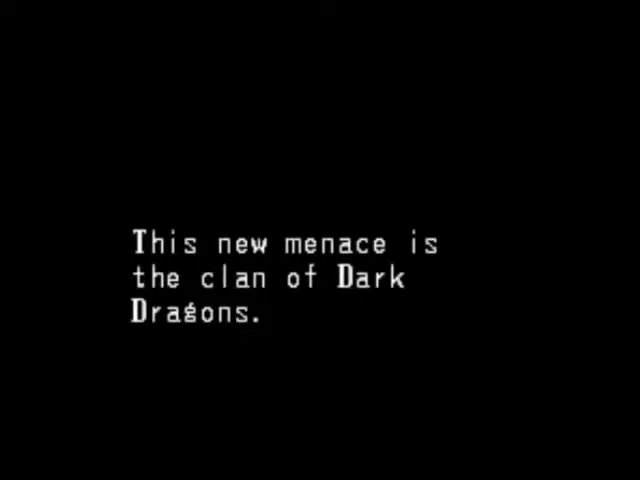 This new menace is
the clan of Dark
Dragons.